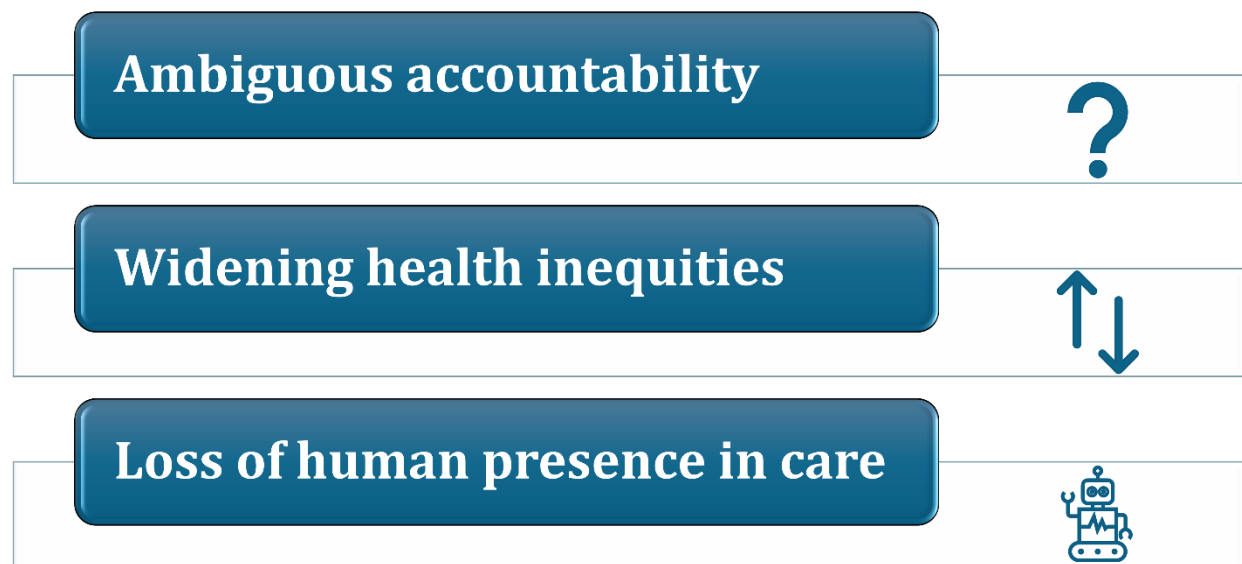 Ambiguous accountability
Widening health inequities
Loss of human presence in care